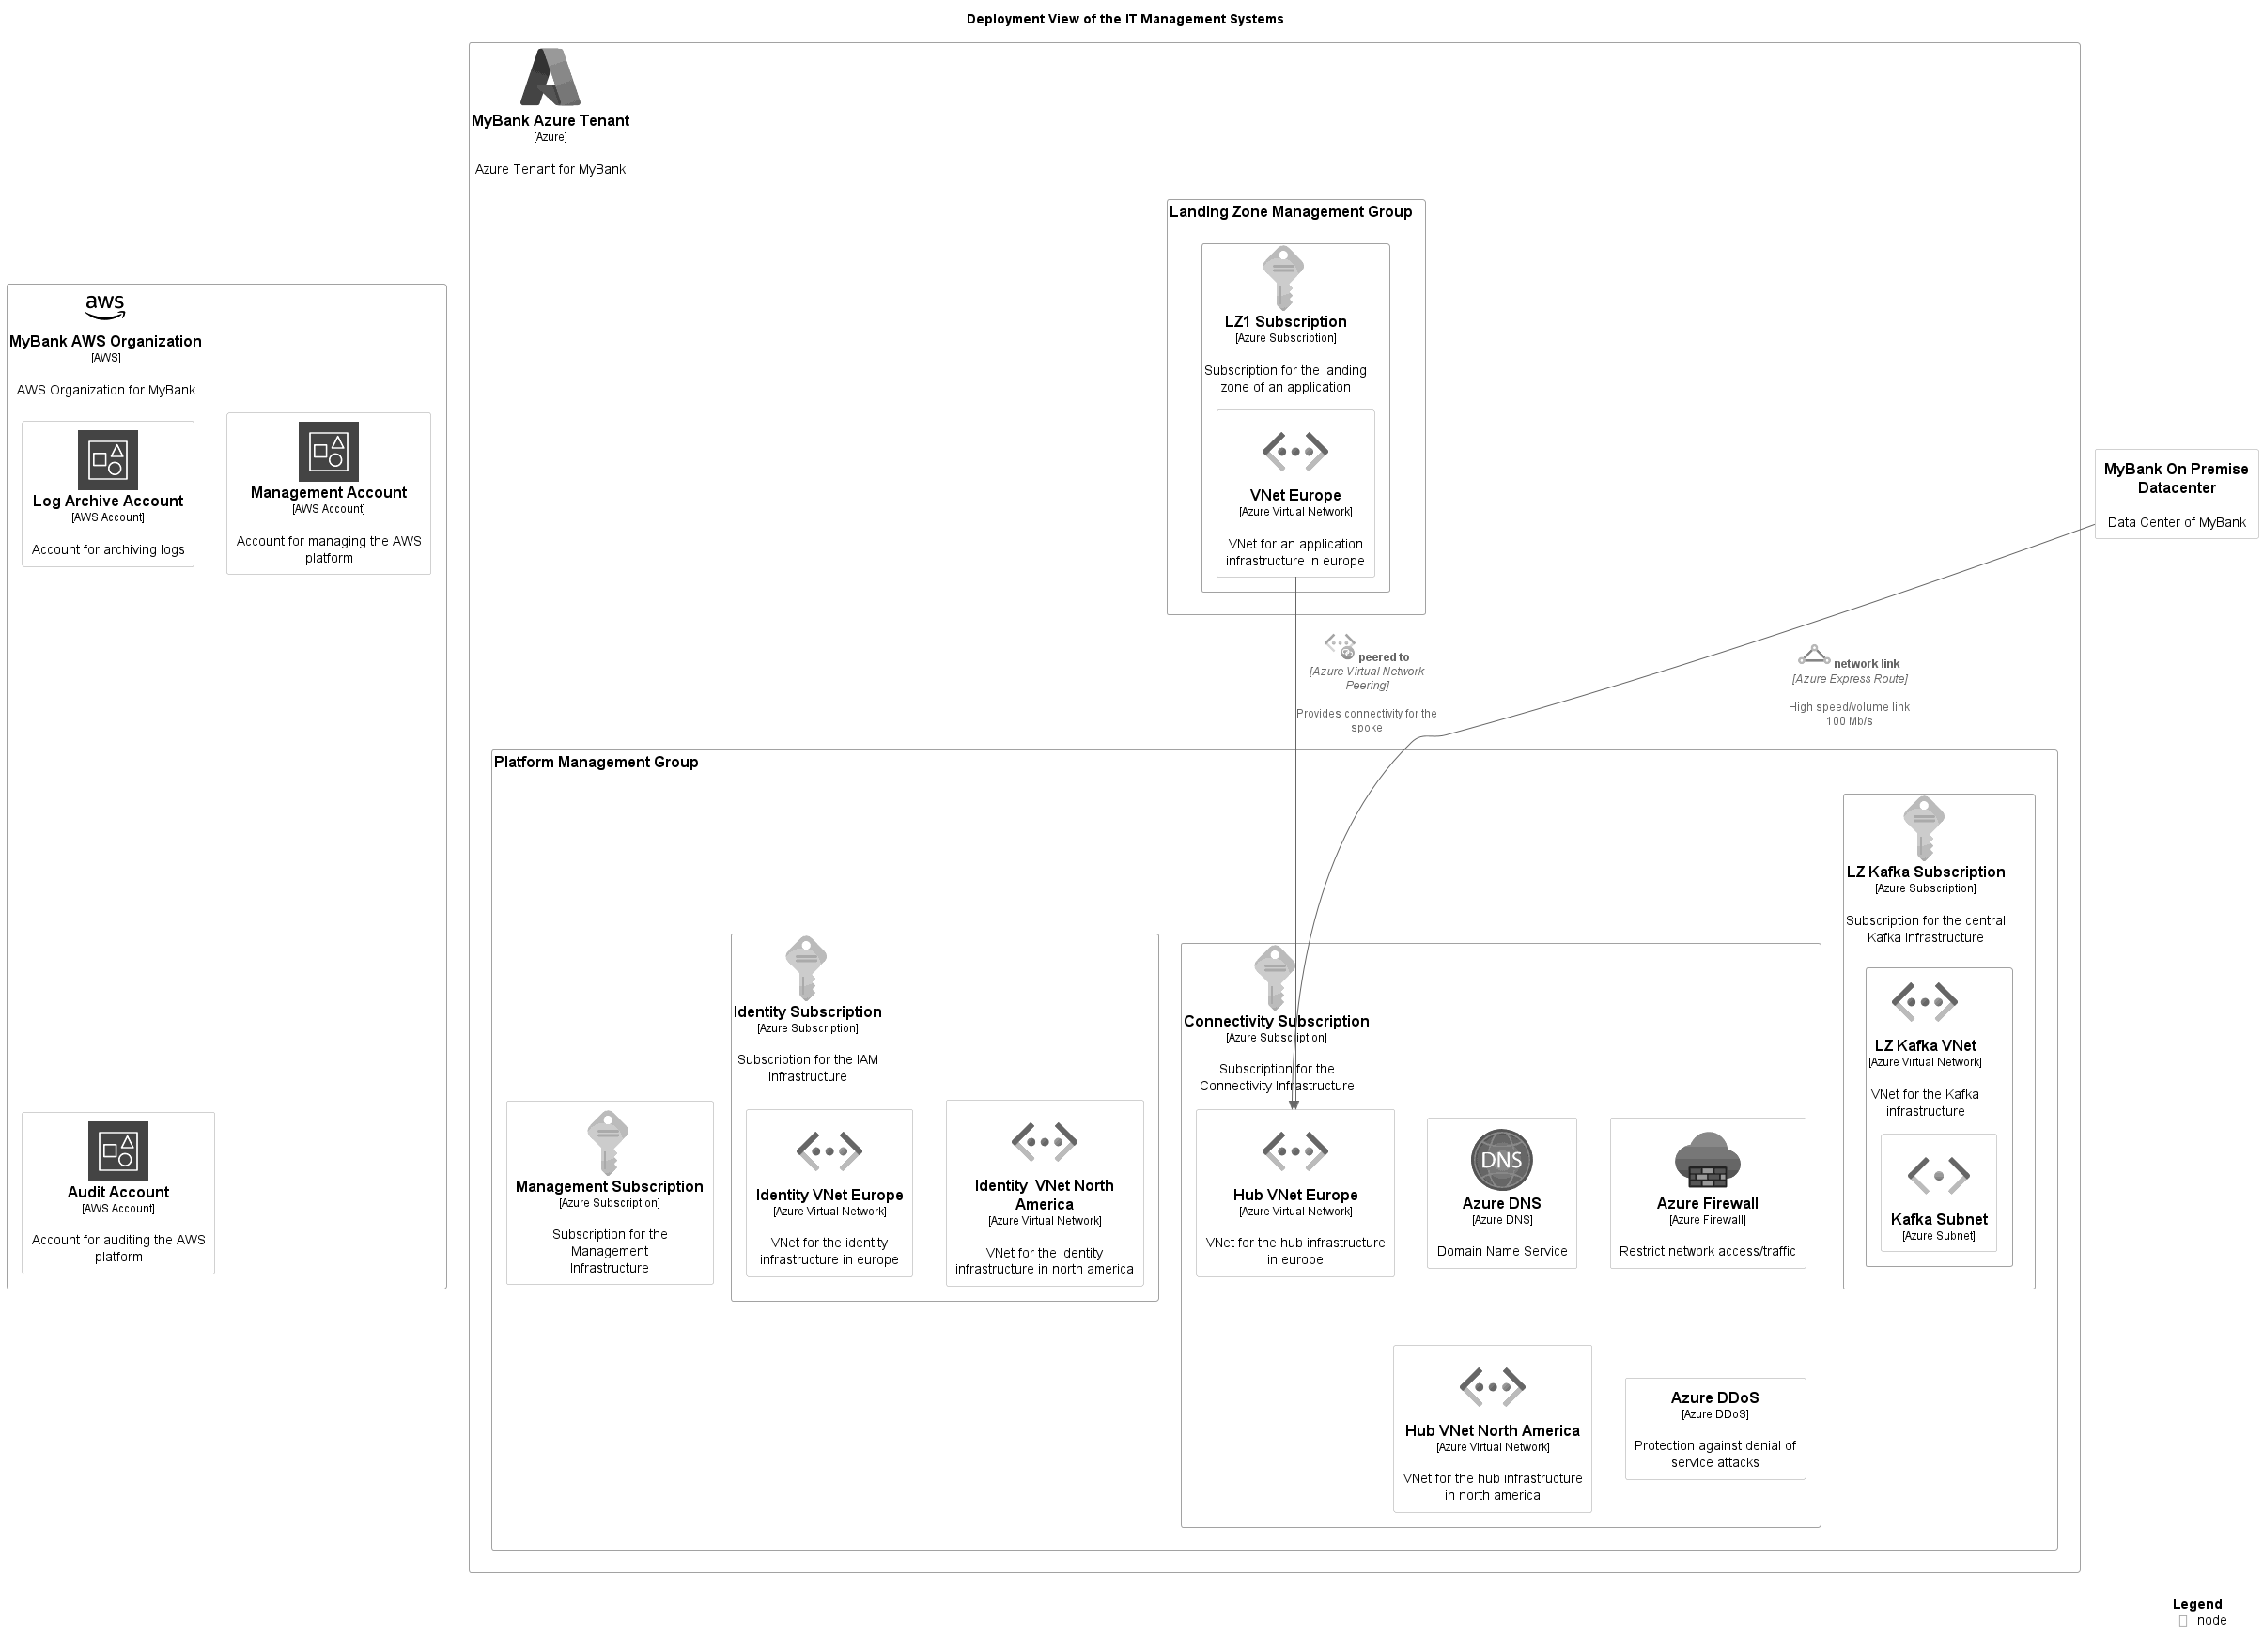 Deployment View of the IT Management Systems
MyBank Azure Tenant
[Azure]
Azure Tenant for MyBank
Landing Zone Management Group
LZ1 Subscription
[Azure Subscription]
Subscription for the landing
zone of an application
VNet Europe
[Azure Virtual Network]
VNet for an application
infrastructure in europe
aws
MyBank AWS Organization
[AWS]
AWS Organization for MyBank
Log Archive Account
[AWS Account]
Account for archiving logs
Management Account
[AWS Account]
Account for managing the AWS
platform
Audit Account
[AWS Account]
Account for auditing the AWS
platform
MyBank On Premise
Datacenter
Data Center of MyBank
peered to
[Azure Virtual Network
Peering]
Provides connectivity for the
spoke
network link
[Azure Express Route]
High speed/volume link
100 Mb/s
Platform Management Group
Management Subscription
[Azure Subscription]
Subscription for the
Management
Infrastructure
Identity Subscription
[Azure Subscription]
Subscription for the IAM
Infrastructure
Identity VNet Europe
[Azure Virtual Network]
VNet for the identity
infrastructure in europe
Identity  VNet North
America
[Azure Virtual Network]
VNet for the identity
infrastructure in north america
Connectivity Subscription
[Azure Subscription]
Subscription for the
Connectivity Infrastructure
Hub VNet Europe
[Azure Virtual Network]
VNet for the hub infrastructure
in europe
DNS
Azure DNS
[Azure DNS]
Domain Name Service
Azure Firewall
[Azure Firewall]
Restrict network access/traffic
Hub VNet North America
[Azure Virtual Network]
VNet for the hub infrastructure
in north america
Azure DDoS
[Azure DDoS]
Protection against denial of
service attacks
LZ Kafka Subscription
[Azure Subscription]
Subscription for the central
Kafka infrastructure
LZ Kafka VNet
[Azure Virtual Network]
VNet for the Kafka
infrastructure
Kafka Subnet
[Azure Subnet]
Legend
node